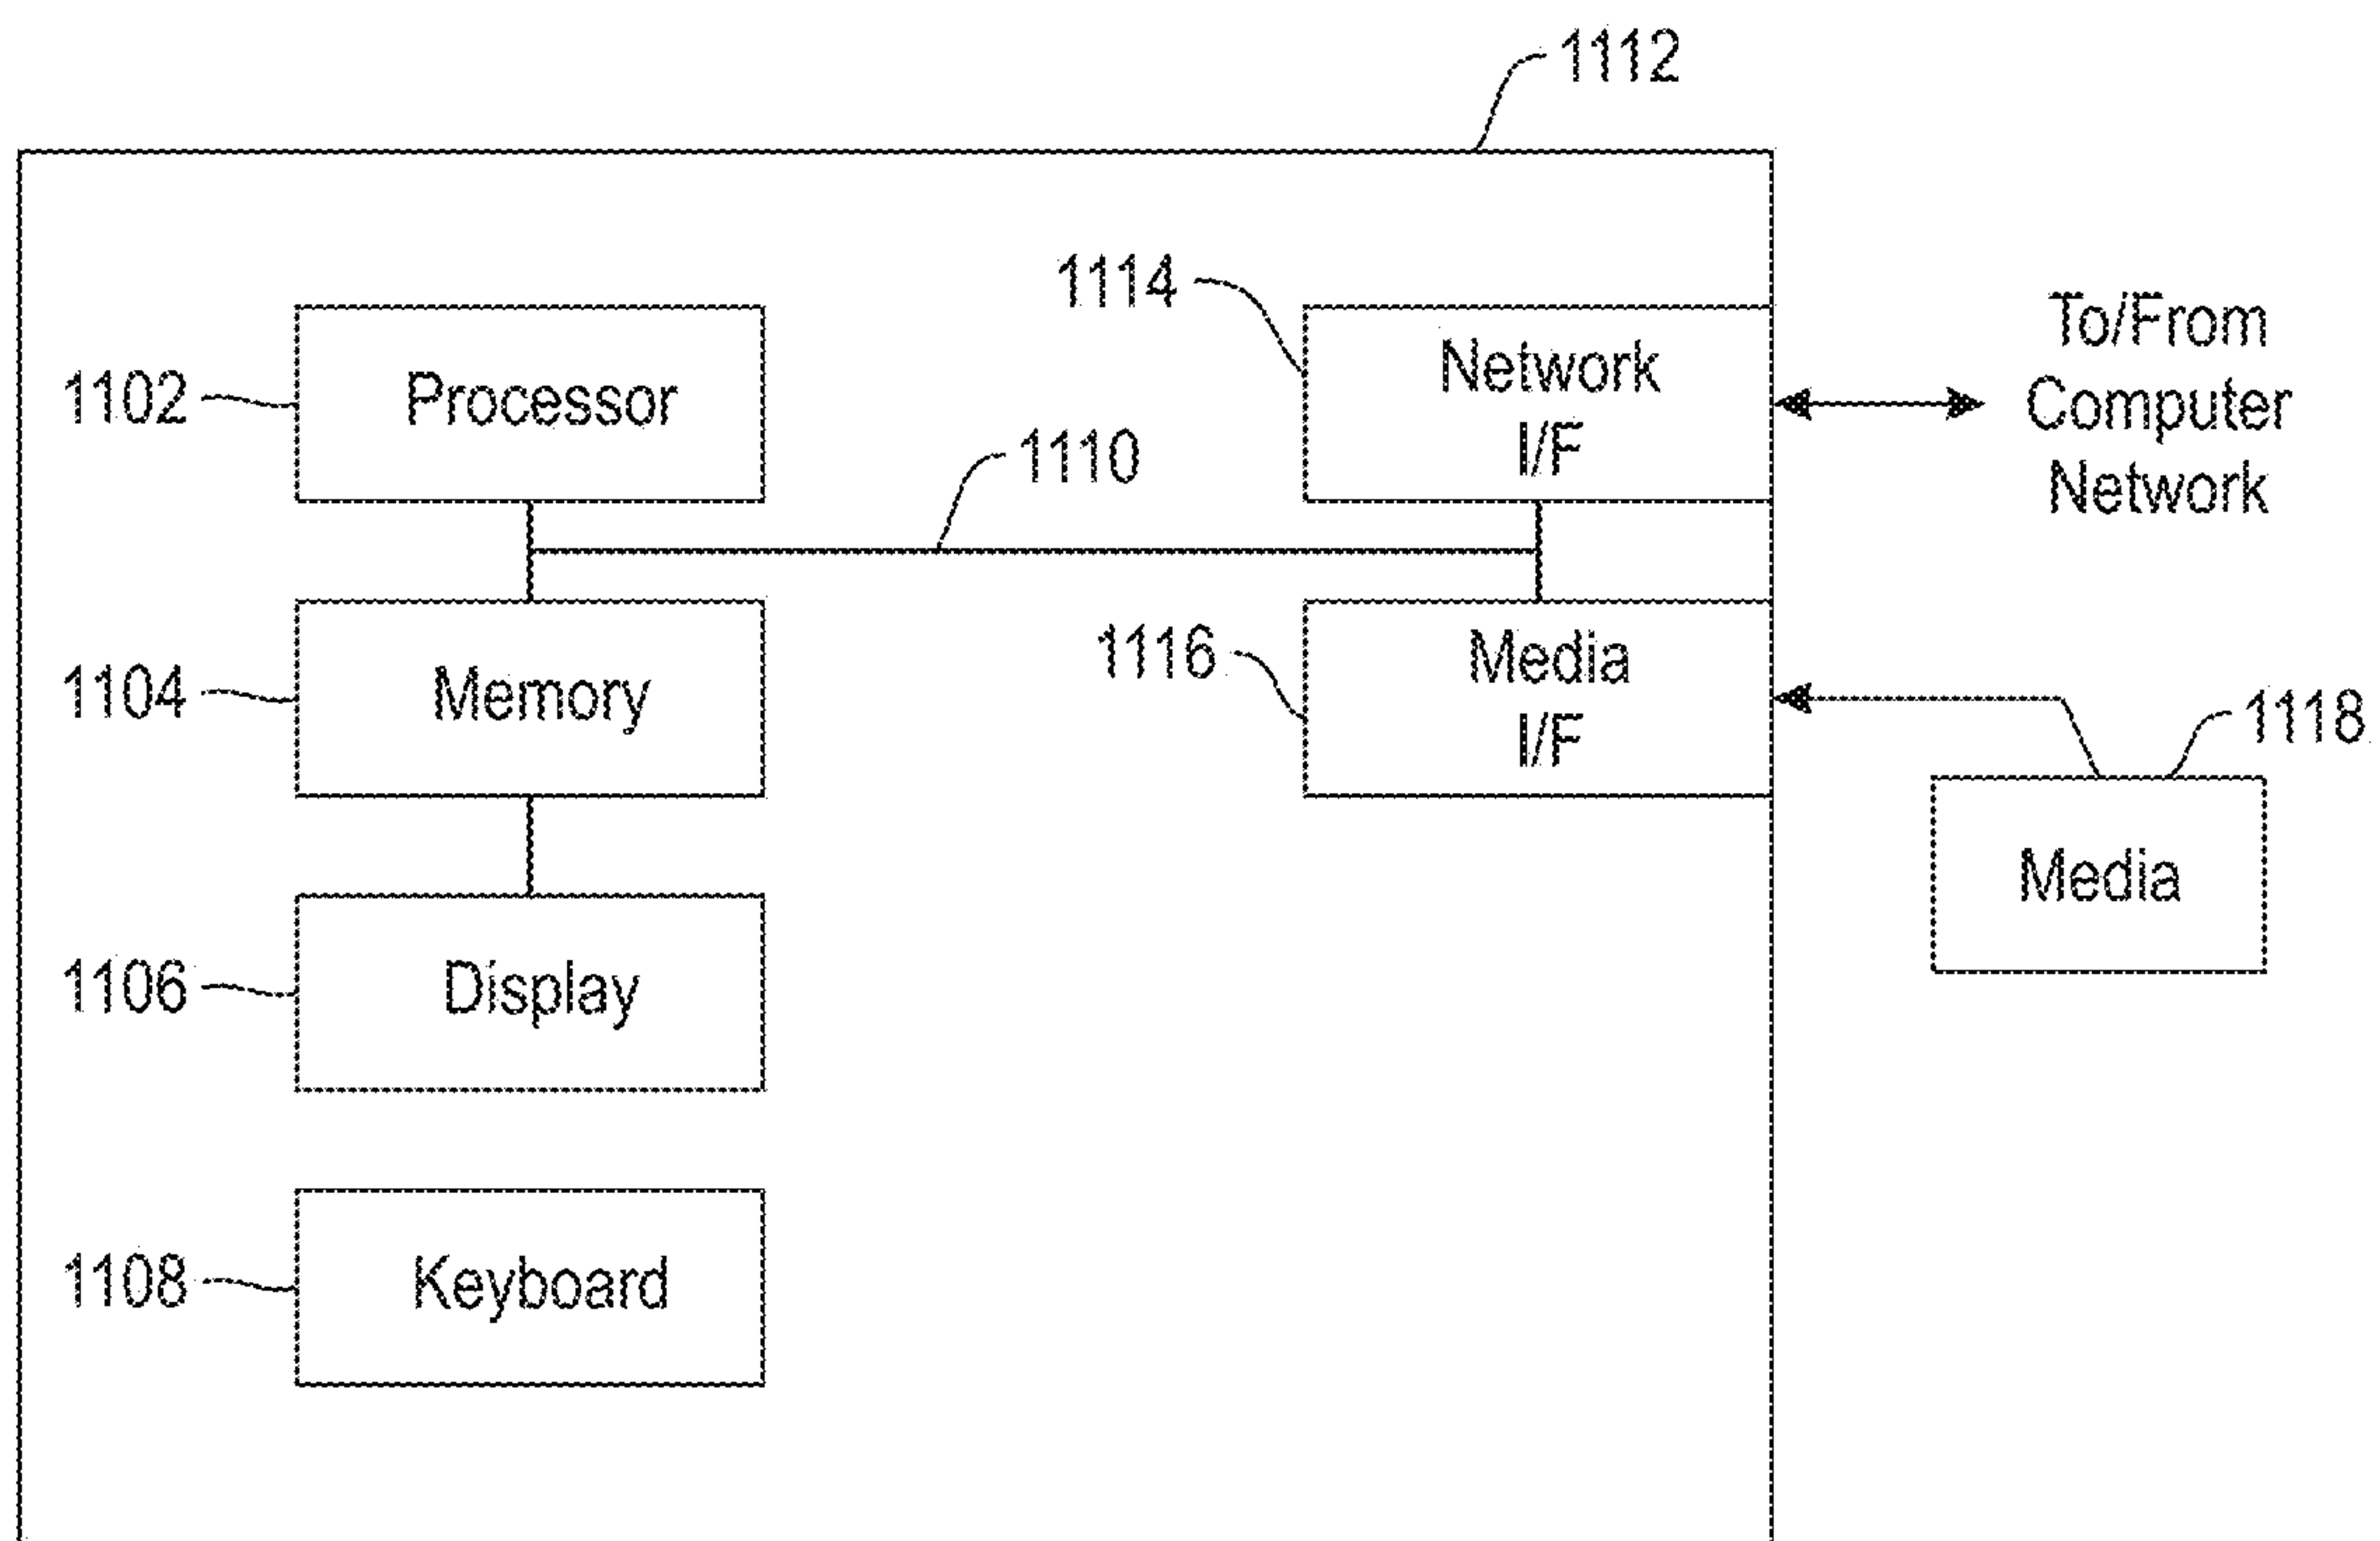 1112
1114
Network
I/F
To/From
Computer
Network
1102
Processor
1110
1104
Memory
1116
Media
I/F
1118
Media
1106
Display
1108
Keyboard